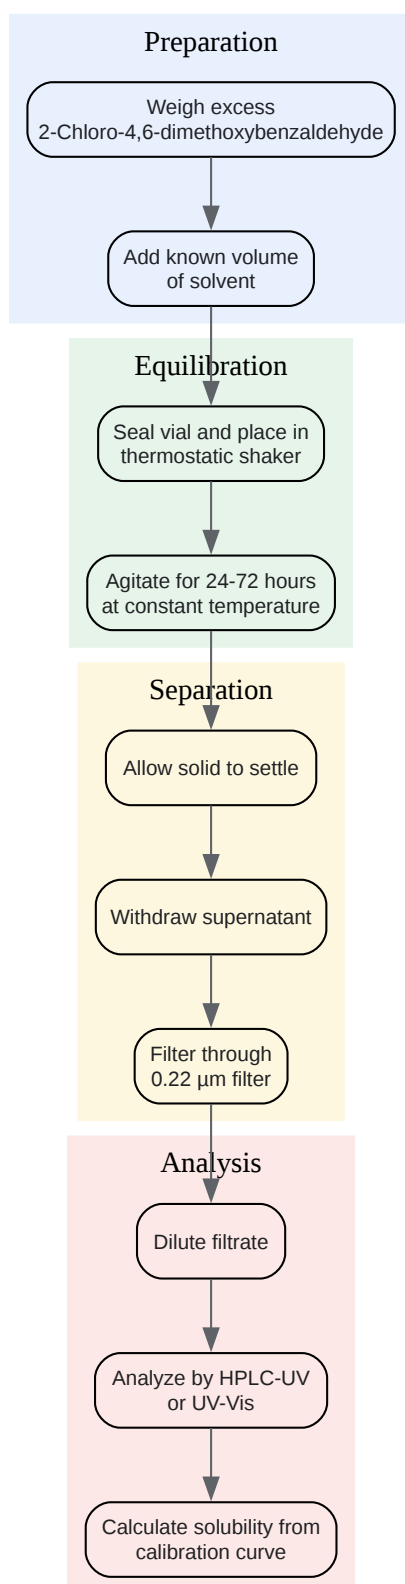 Preparation
Weigh excess
2-Chloro-4,6-dimethoxybenzaldehyde
Add known volume
of solvent
Equilibration
Seal vial and place in
thermostatic shaker
Agitate for 24-72 hours
at constant temperature
Separation
Allow solid to settle
Withdraw supernatant
Filter through
0.22 µm filter
Analysis
Dilute filtrate
Analyze by HPLC-UV
or UV-Vis
Calculate solubility from
calibration curve